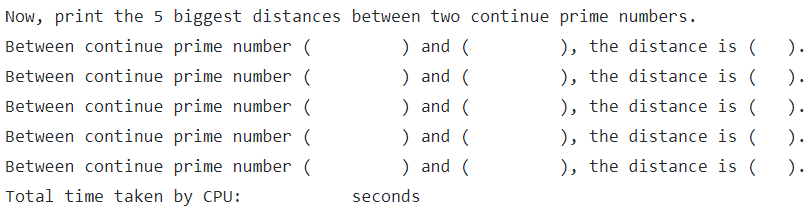 Now, print the 5 biggest distances between two continue prime numbers.
Between continue prime number (         ) and (         ), the distance is (   ).
Between continue prime number (         ) and (         ), the distance is (   ).
Between continue prime number (         ) and (         ), the distance is (   ).
Between continue prime number (         ) and (         ), the distance is (   ).
Between continue prime number (         ) and (         ), the distance is (   ).
Total time taken by CPU:           seconds